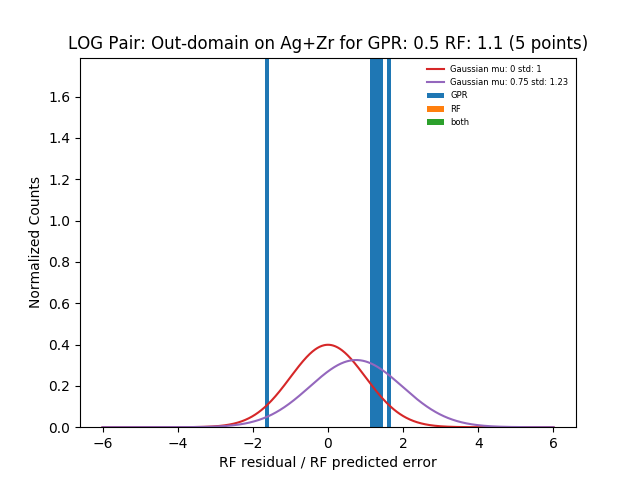 LOG Pair: Out-domain on Ag+Zr for GPR: 0.5 RF: 1.1 (5 points)
Gaussian mu: 0 std: 1
Gaussian mu: 0.75 std: 1.23
GPR
RF
both
Normalized Counts
1.6
1.4
1.2
1.0
0.8
0.6
0.4
0.2
0.0
−6
−4
−2
0
2
4
6
RF residual / RF predicted error